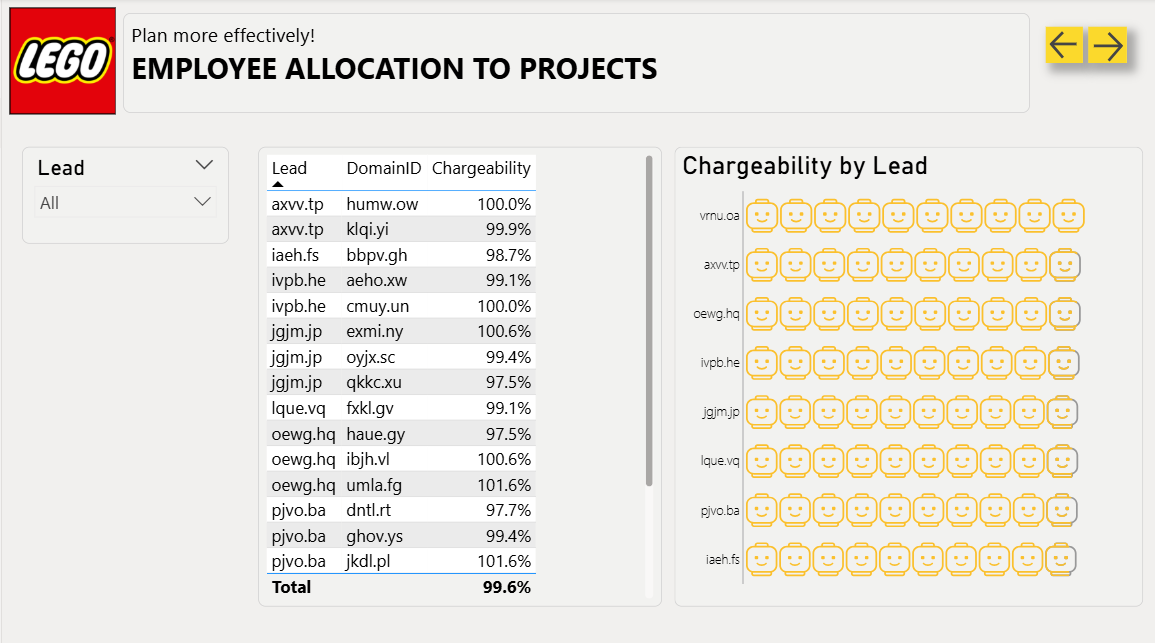 LEGO
Plan more effectively!
EMPLOYEE ALLOCATION TO PROJECTS
Lead
All
Lead DomainID Chargeability
axvv.tp humw.ow 100.0%
axvv.tp klqi.yi 99.9%
iaeh.fs bbpv.gh 98.7%
ivpb.he aeho.xw 99.1%
ivpb.he cmuy.un 100.0%
jgjm.jp exmi.ny 100.6%
jgjm.jp oyjx.sc 99.4%
jgjm.jp qkkc.xu 97.5%
lque.vq fxkl.gv 99.1%
oewg.hq haue.gy 97.5%
oewg.hq ibjh.vl 100.6%
oewg.hq umla.fg 101.6%
pjvo.ba dntl.rt 97.7%
pjvo.ba ghov.ys 99.4%
pjvo.ba jkdl.pl 101.6%
Total 99.6%
Chargeability by Lead
vrnu.oa
axvv.tp
oewg.hq
ivpb.he
jgjm.jp
lque.vq
pjvo.ba
iaeh.fs